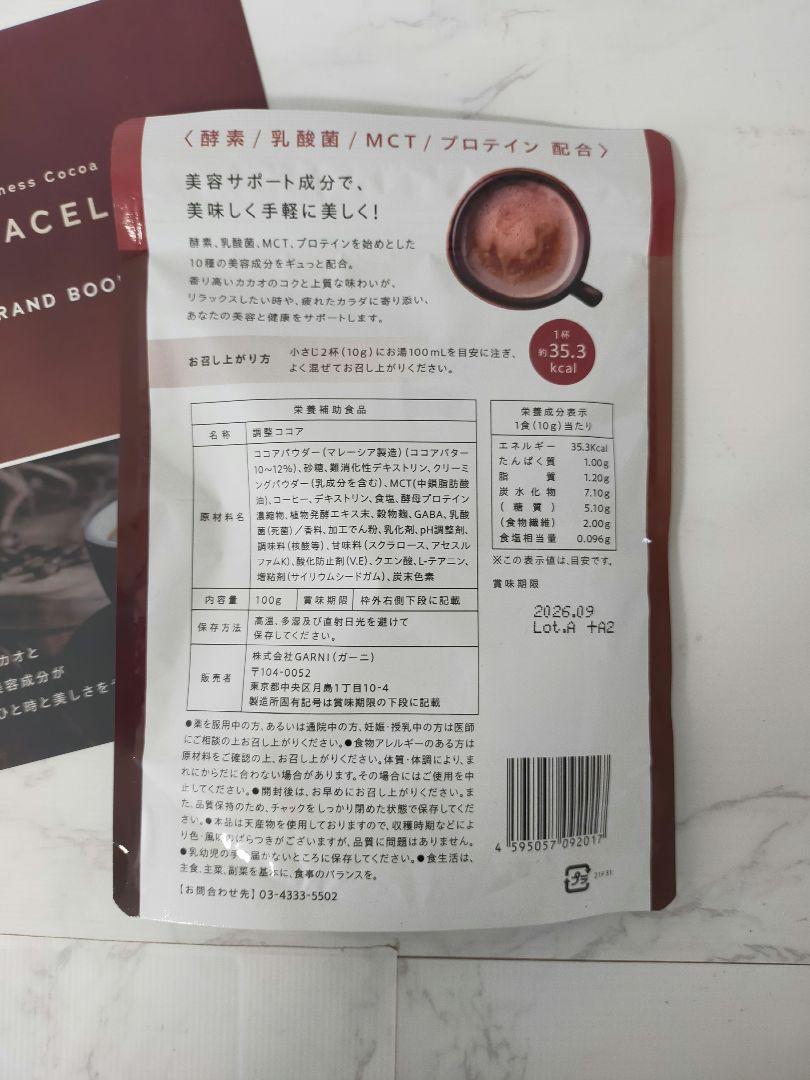 〈酵素/乳酸菌/MCT/プロテイン 配合〉
美容サポート成分で、
美味しく手軽に美しく!
酵素、乳酸菌、MCT、プロテインを始めとした
10種の美容成分をギュっと配合。
香り高いカカオのコクと上質な味わいが、
リラックスしたい時や、疲れたカラダに寄り添い、
あなたの美容と健康をサポートします。
お召し上がり方
小さじ2杯(10g)にお湯100mLを目安に注ぎ、
よく混ぜてお召し上がりください。
1杯
約35.3
kcal
栄養補助食品
名称 調整ココア
原材料名
ココアパウダー(マレーシア製造)(ココアバター
10~12%)、砂糖、難消化性デキストリン、クリーミ
ングパウダー(乳成分を含む)、MCT(中鎖脂肪酸
油)、コーヒー、デキストリン、食塩、酵母プロテイン
濃縮物、植物発酵エキス末、穀物麹、GABA、乳酸
菌(死菌)/香料、加工でん粉、乳化剤、pH調整剤、
調味料(核酸等)、甘味料(スクラロース、アセスル
ファムK)、酸化防止剤(V.E)、クエン酸、L-テアニン、
増粘剤(サイリウムシードガム)、炭末色素
内容量 100g 賞味期限 枠外右側下段に記載
保存方法
高温、多湿及び直射日光を避けて
保存してください。
販売者
株式会社GARNI(ガーニ)
〒104-0052
東京都中央区月島1丁目10-4
製造所固有記号は賞味期限の下段に記載
栄養成分表示
1食(10g)当たり
エネルギー 35.3Kcal
たんぱく質 1.00g
脂質 1.20g
炭水化物 7.10g
(糖質) 5.10g
(食物繊維) 2.00g
食塩相当量 0.096g
※この表示値は、目安です。
賞味期限
2026.09
Lot.A +A2
●薬を服用中の方、あるいは通院中の方、妊娠・授乳中の方は医師
にご相談の上お召し上がりください。●食物アレルギーのある方は
原材料をご確認の上、お召し上がりください。体質・体調により、ま
れにからだに合わない場合があります。その場合にはご使用を中
止してください。●開封後は、お早めにお召し上がりください。ま
た、品質保持のため、チャックをしっかり閉めた状態で保存してくだ
さい。●本品は天産物を使用しておりますので、収穫時期などによ
り色・風味のばらつきがございますが、品質に問題はありません。
●乳幼児の手の届かないところに保存してください。●食生活は、
主食、主菜、副菜を基本に、食事のバランスを。
【お問合わせ先】 03-4333-5502
4 595057 092017
プラ
21F31
ness Cocoa
ACEL
RAND BOO
カオと
容成分が
ひと時と美しさを